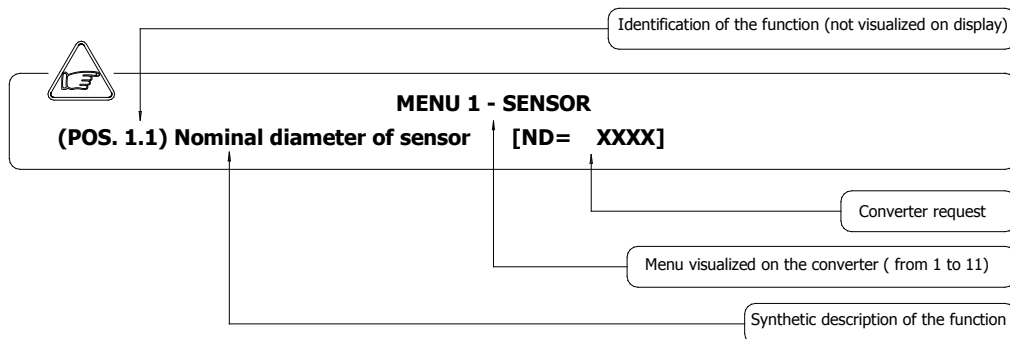 Identification of the function (not visualized on display)
MENU 1 - SENSOR
(POS. 1.1) Nominal diameter of sensor [ND= XXXX]
Converter request
Menu visualized on the converter ( from 1 to 11)
Synthetic description of the function